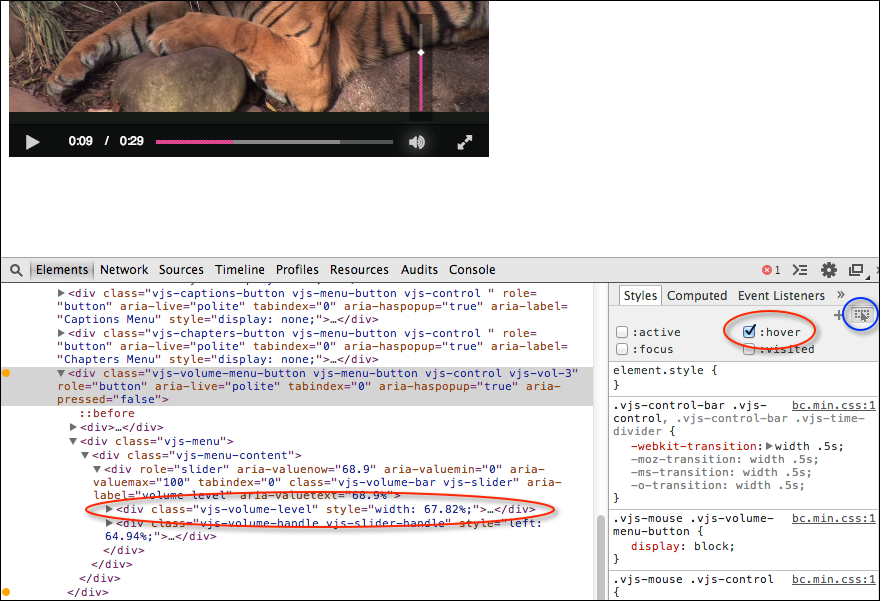 0:09 / 0:29
Elements Network Sources Timeline Profiles Resources Audits Console 1
<div class="vjs-captions-button vjs-menu-button vjs-control " role=
"button" aria-live="polite" tabindex="0" aria-haspopup="true" aria-label=
"Captions Menu" style="display: none;">…</div>
<div class="vjs-chapters-button vjs-menu-button vjs-control " role=
"button" aria-live="polite" tabindex="0" aria-haspopup="true" aria-label=
"Chapters Menu" style="display: none;">…</div>
<div class="vjs-volume-menu-button vjs-menu-button vjs-control vjs-vol-3"
role="button" aria-live="polite" tabindex="0" aria-haspopup="true" aria-
pressed="false">
::before
<div>…</div>
<div class="vjs-menu">
<div class="vjs-menu-content">
<div role="slider" aria-valuenow="68.9" aria-valuemin="0" aria-
valuemax="100" tabindex="0" class="vjs-volume-bar vjs-slider" aria-
label="volume level" aria-valuetext="68.9%">
<div class="vjs-volume-level" style="width: 67.82%;">…</div>
<div class="vjs-volume-handle vjs-slider-handle" style="left:
64.94%;">…</div>
</div>
</div>
</div>
</div>
Styles Computed Event Listeners »
:active :hover
:focus :visited
element.style {
}
.vjs-control-bar .vjs- bc.min.css:1
control, .vjs-control-bar .vjs-time-
divider {
-webkit-transition: width .5s;
-moz-transition: width .5s;
-ms-transition: width .5s;
-o-transition: width .5s;
}
.vjs-mouse .vjs-volume- bc.min.css:1
menu-button {
display: block;
}
.vjs-mouse .vjs-control bc.min.css:1
{